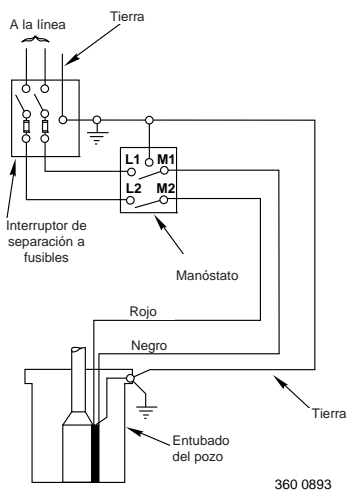 A la línea
Tierra
L1 M1
L2 M2
Interruptor de
separación a
fusibles
Manóstato
Rojo
Negro
Tierra
Entubado
del pozo
360 0893